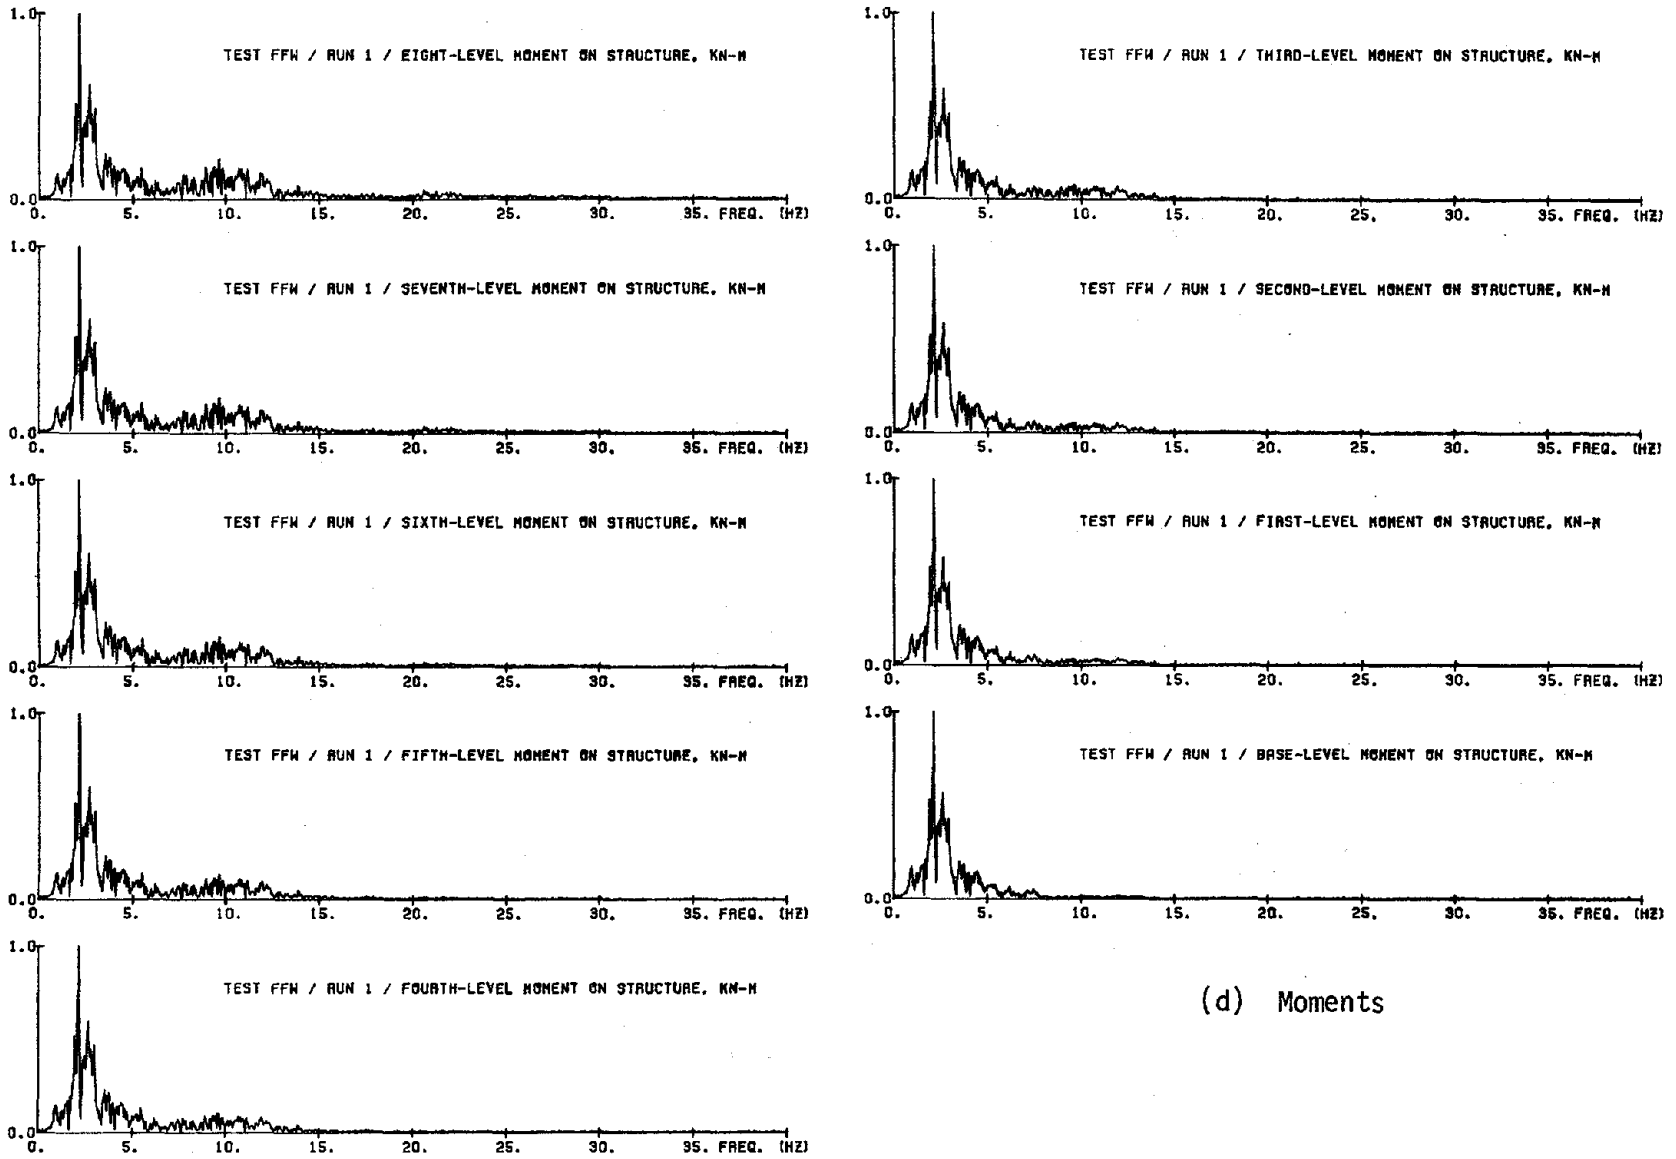 1.0
TEST FFW / RUN 1 / EIGHT-LEVEL MOMENT ON STRUCTURE, KN-M
0.0
0. 5. 10. 15. 20. 25. 30. 35. FREQ. (HZ)
1.0
TEST FFW / RUN 1 / SEVENTH-LEVEL MOMENT ON STRUCTURE, KN-M
0.0
0. 5. 10. 15. 20. 25. 30. 35. FREQ. (HZ)
1.0
TEST FFW / RUN 1 / SIXTH-LEVEL MOMENT ON STRUCTURE, KN-M
0.0
0. 5. 10. 15. 20. 25. 30. 35. FREQ. (HZ)
1.0
TEST FFW / RUN 1 / FIFTH-LEVEL MOMENT ON STRUCTURE, KN-M
0.0
0. 5. 10. 15. 20. 25. 30. 35. FREQ. (HZ)
1.0
TEST FFW / RUN 1 / FOURTH-LEVEL MOMENT ON STRUCTURE, KN-M
0.0
0. 5. 10. 15. 20. 25. 30. 35. FREQ. (HZ)
1.0
TEST FFW / RUN 1 / THIRD-LEVEL MOMENT ON STRUCTURE, KN-M
0.0
0. 5. 10. 15. 20. 25. 30. 35. FREQ. (HZ)
1.0
TEST FFW / RUN 1 / SECOND-LEVEL MOMENT ON STRUCTURE, KN-M
0.0
0. 5. 10. 15. 20. 25. 30. 35. FREQ. (HZ)
1.0
TEST FFW / RUN 1 / FIRST-LEVEL MOMENT ON STRUCTURE, KN-M
0.0
0. 5. 10. 15. 20. 25. 30. 35. FREQ. (HZ)
1.0
TEST FFW / RUN 1 / BASE-LEVEL MOMENT ON STRUCTURE, KN-M
0.0
0. 5. 10. 15. 20. 25. 30. 35. FREQ. (HZ)
(d) Moments